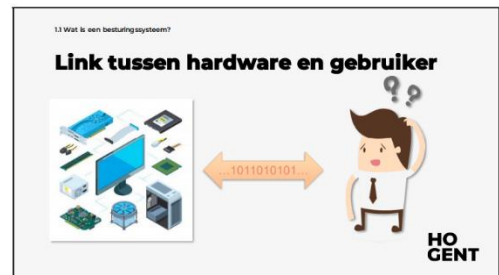 1.1 Wat is een besturingssysteem?
Link tussen hardware en gebruiker
??
...1011010101...
HO
GENT